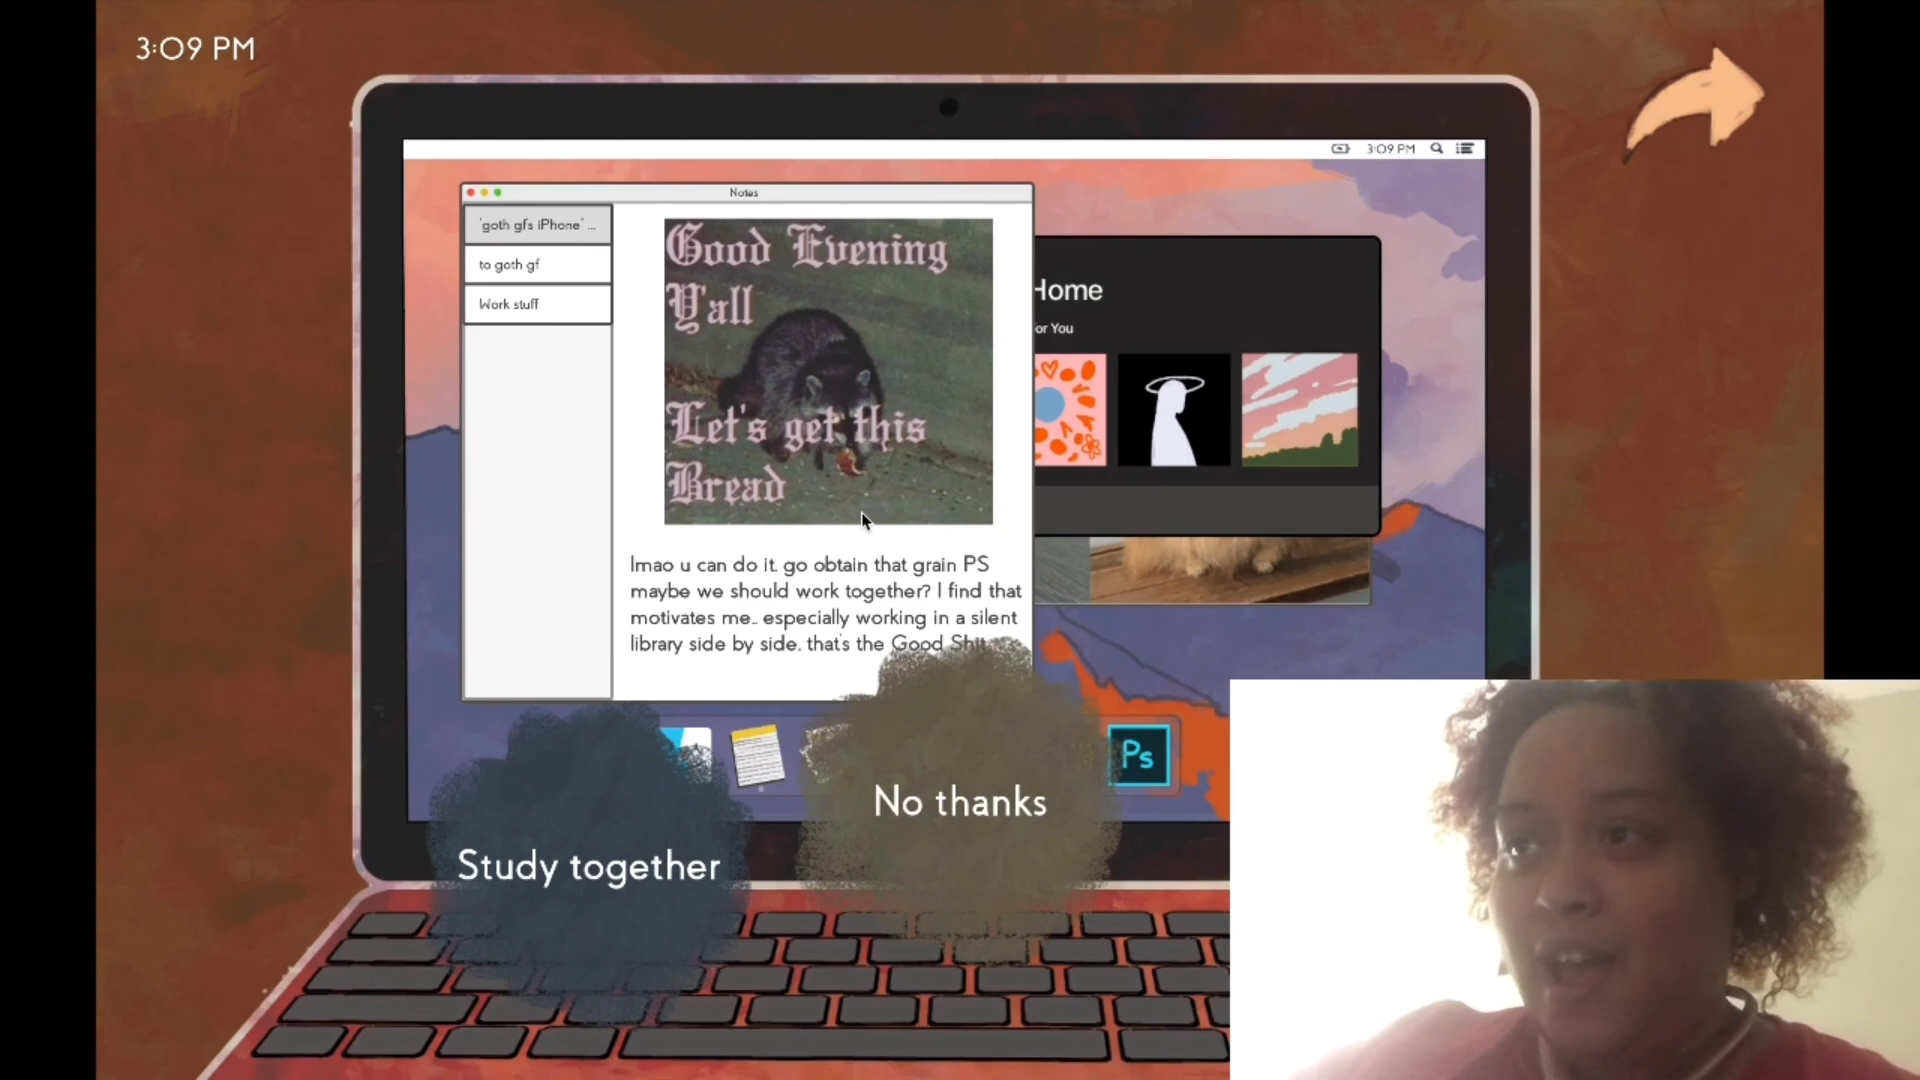 3:09 PM
3:09 PM
Notes
'goth gfs iPhone' ...
to goth gf
Work stuff
Good Evening
Y'all
Let's get this
Bread
lmao u can do it. go obtain that grain PS
maybe we should work together? I find that
motivates me.. especially working in a silent
library side by side. that's the Good Shit
Home
or You
Ps
No thanks
Study together